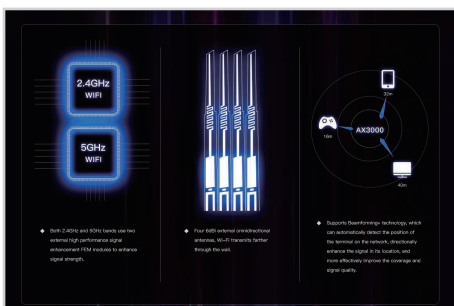 2.4GHz
WIFI
5GHz
WIFI
◆ Both 2.4GHz and 5GHz bands use two
external high performance signal
enhancement FEM modules to enhance
signal strength.
◆ Four 6dBi external omnidirectional
antennas, Wi-Fi transmits farther
through the wall.
32m
16m
AX3000
40m
◆ Supports Beamforming+ technology, which
can automatically detect the position of
the terminal on the network, directionally
enhance the signal in its location, and
more effectively improve the coverage and
signal quality.